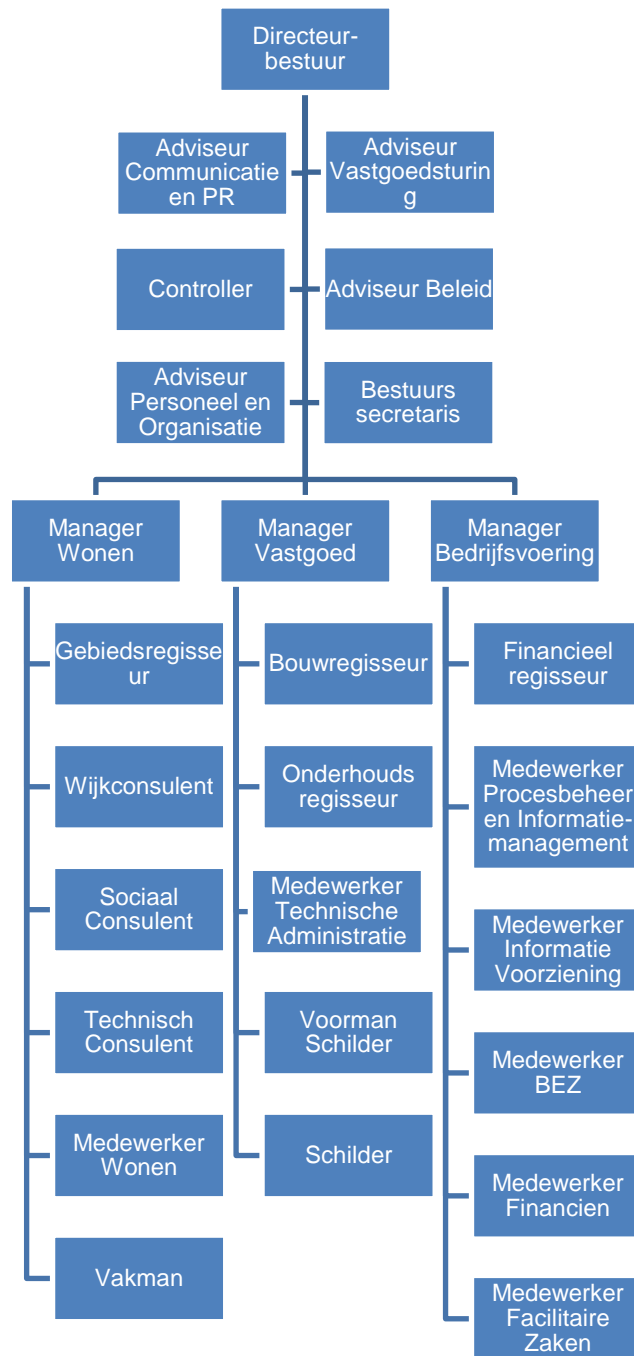 Directeur-
bestuur
Adviseur
Communicatie
en PR
Adviseur
Vastgoedsturin
g
Controller
Adviseur Beleid
Adviseur
Personeel en
Organisatie
Bestuurs
secretaris
Manager
Wonen
Manager
Vastgoed
Manager
Bedrijfsvoering
Gebiedsregisse
ur
Wijkconsulent
Sociaal
Consulent
Technisch
Consulent
Medewerker
Wonen
Vakman
Bouwregisseur
Onderhouds
regisseur
Medewerker
Technische
Administratie
Voorman
Schilder
Schilder
Financieel
regisseur
Medewerker
Procesbeheer
en Informatie-
management
Medewerker
Informatie
Voorziening
Medewerker
BEZ
Medewerker
Financien
Medewerker
Facilitaire
Zaken